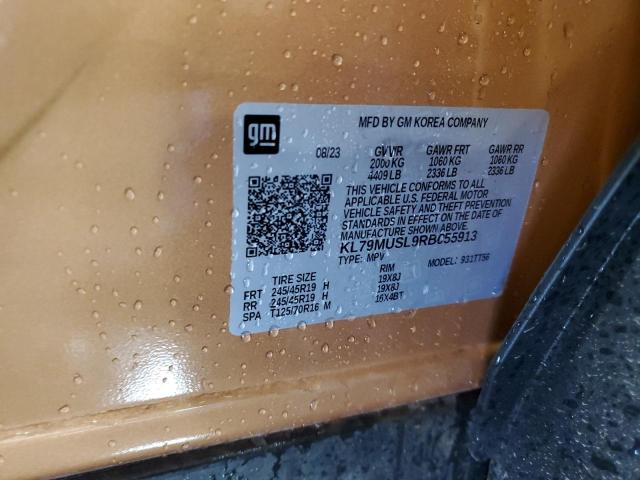 gm
MFD BY GM KOREA COMPANY
08/23 GVWR GAWR FRT GAWR RR
2000 KG 1060 KG 1060 KG
4409 LB 2336 LB 2336 LB
THIS VEHICLE CONFORMS TO ALL
APPLICABLE U.S. FEDERAL MOTOR
VEHICLE SAFETY AND THEFT PREVENTION
STANDARDS IN EFFECT ON THE DATE OF
MANUFACTURE SHOWN ABOVE.
KL79MUSL9RBC55913
TYPE: MPV MODEL: 931TT56
TIRE SIZE RIM
FRT 245/45R19 H 19X8J
RR 245/45R19 H 19X8J
SPA T125/70R16 M 16X4BT